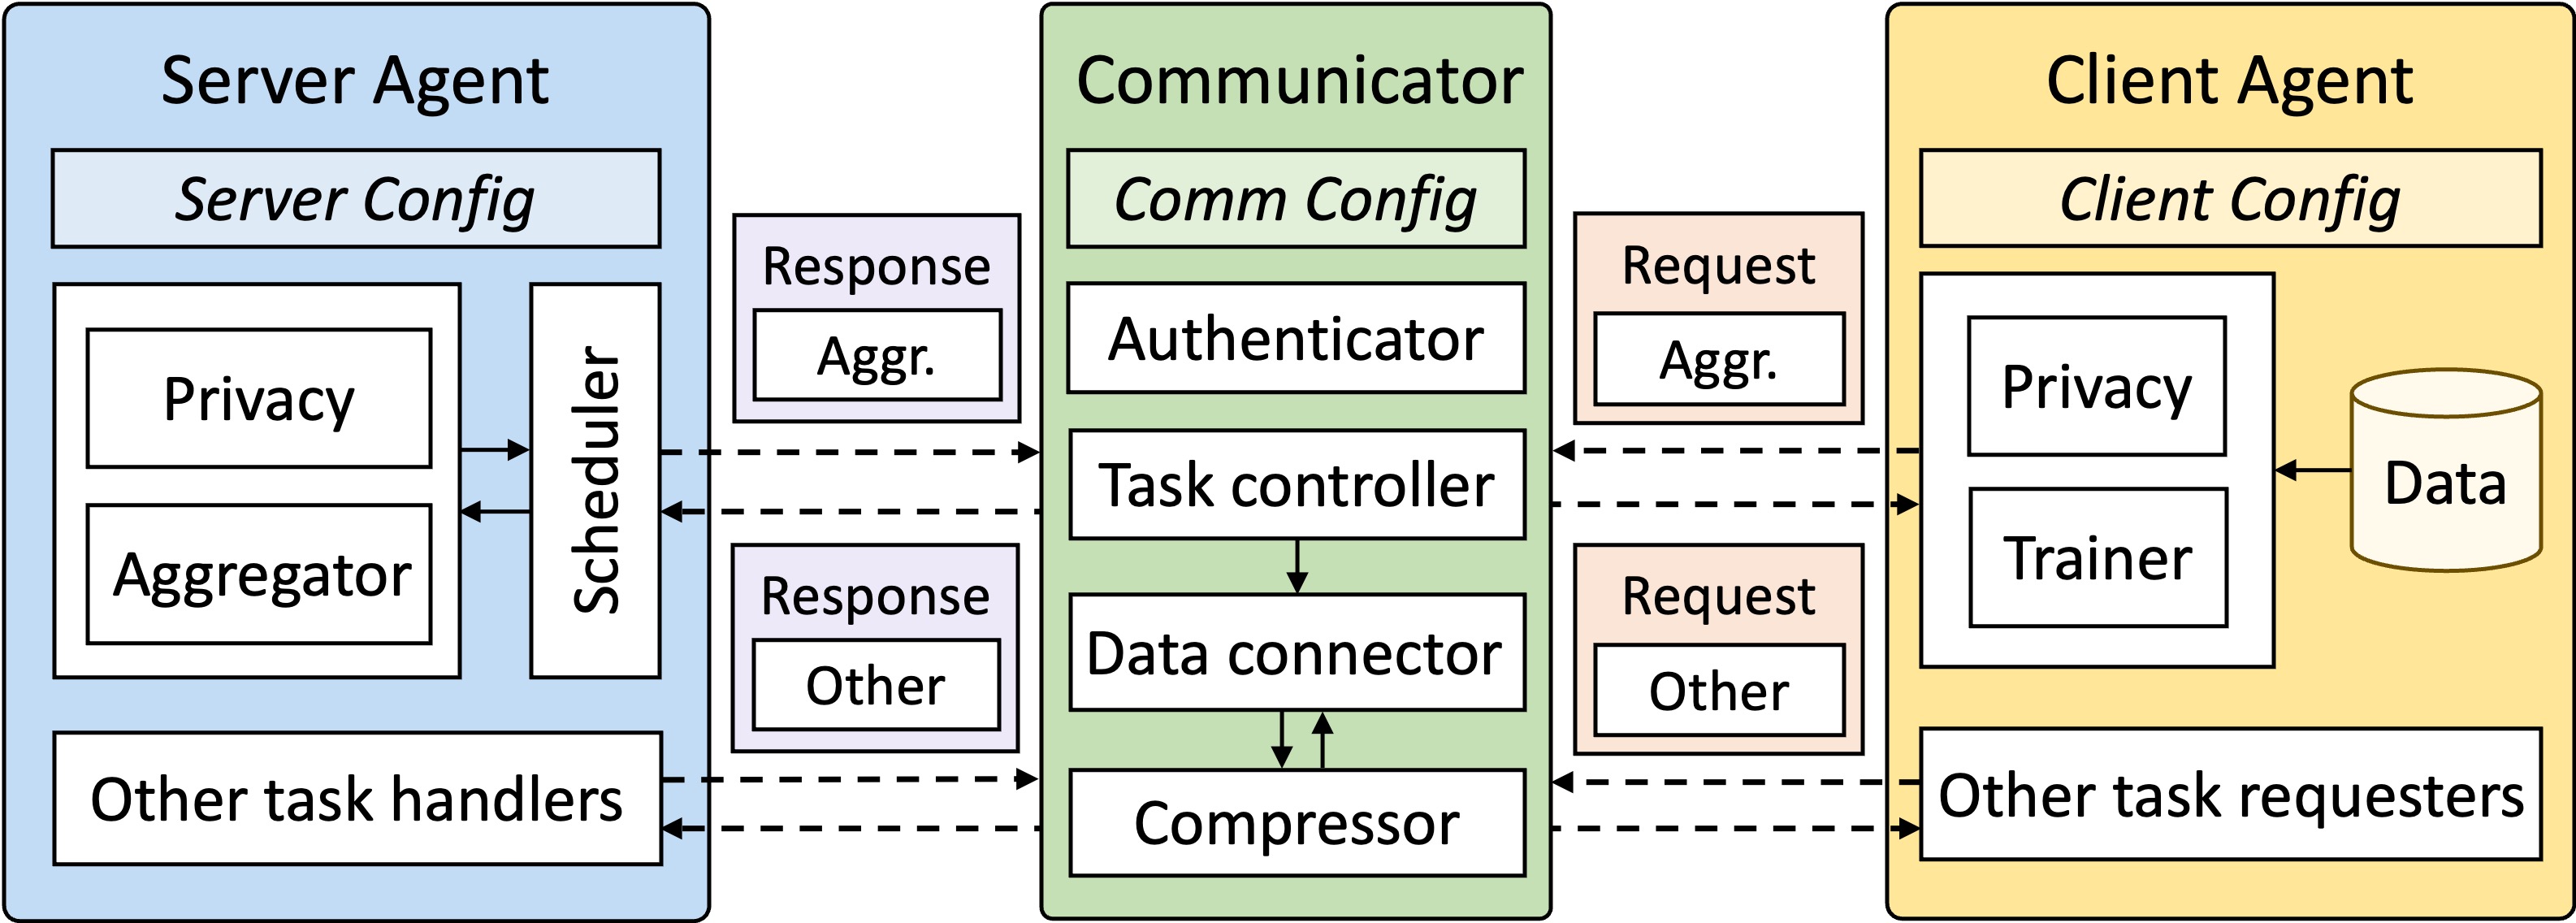 Server Agent
Server Config
Privacy
Aggregator
Scheduler
Other task handlers
Response
Aggr.
Response
Other
Communicator
Comm Config
Authenticator
Task controller
Data connector
Compressor
Request
Aggr.
Request
Other
Client Agent
Client Config
Privacy
Trainer
Data
Other task requesters